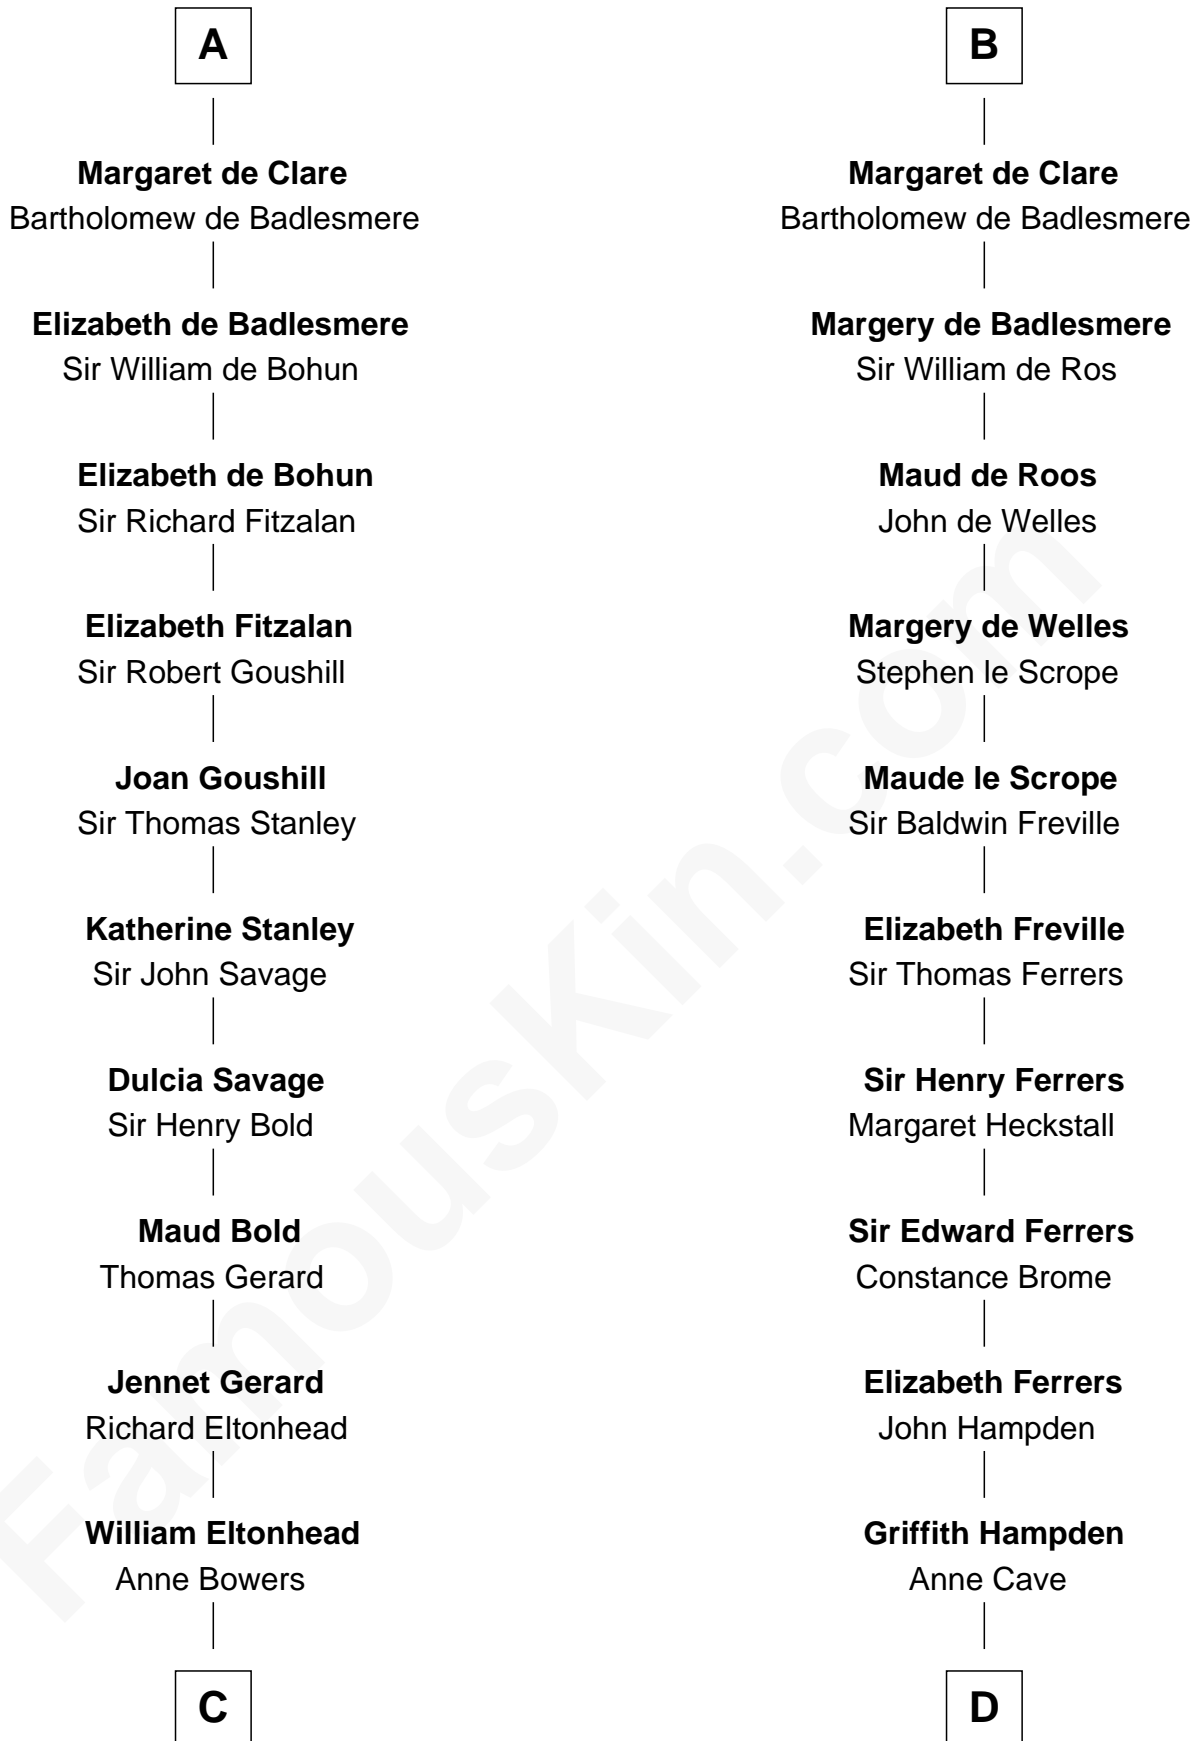 A
Margaret de Clare
Bartholomew de Badlesmere
Elizabeth de Badlesmere
Sir William de Bohun
Elizabeth de Bohun
Sir Richard Fitzalan
Elizabeth Fitzalan
Sir Robert Goushill
Joan Goushill
Sir Thomas Stanley
Katherine Stanley
Sir John Savage
Dulcia Savage
Sir Henry Bold
Maud Bold
Thomas Gerard
Jennet Gerard
Richard Eltonhead
William Eltonhead
Anne Bowers
C
B
Margaret de Clare
Bartholomew de Badlesmere
Margery de Badlesmere
Sir William de Ros
Maud de Roos
John de Welles
Margery de Welles
Stephen le Scrope
Maude le Scrope
Sir Baldwin Freville
Elizabeth Freville
Sir Thomas Ferrers
Sir Henry Ferrers
Margaret Heckstall
Sir Edward Ferrers
Constance Brome
Elizabeth Ferrers
John Hampden
Griffith Hampden
Anne Cave
D
FamousKin.com